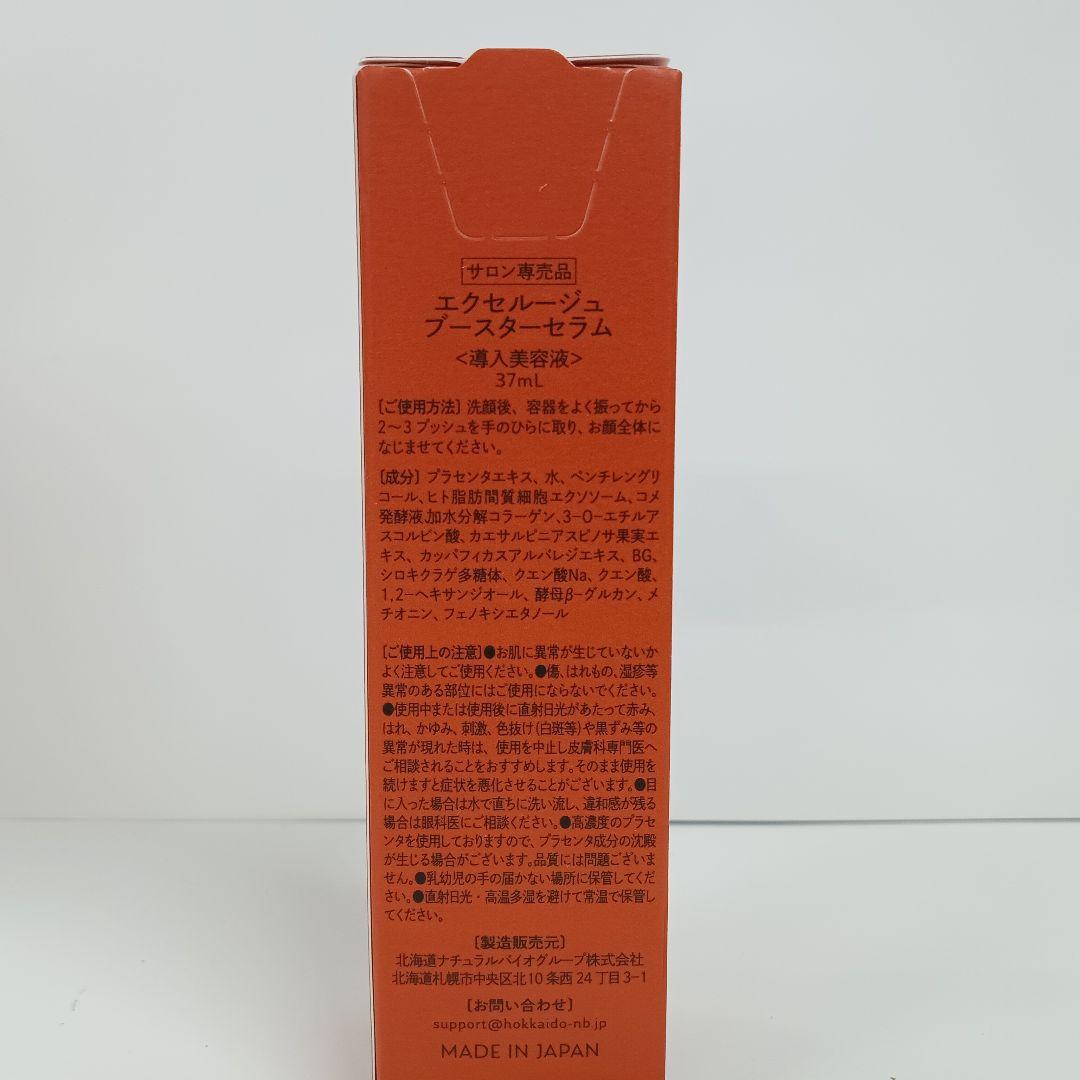 サロン専売品
エクセルージュ
ブースターセラム
<導入美容液>
37mL
〔ご使用方法〕洗顔後、容器をよく振ってから
2〜3プッシュを手のひらに取り、お顔全体に
なじませてください。
〔成分〕プラセンタエキス、水、ペンチレングリ
コール、ヒト脂肪間質細胞エクソソーム、コメ
発酵液、加水分解コラーゲン、3-O-エチルア
スコルビン酸、カエサルピニアスピノサ果実エ
キス、カッパフィカスアルバレジエキス、BG、
シロキクラゲ多糖体、クエン酸Na、クエン酸、
1,2-ヘキサンジオール、酵母β-グルカン、メ
チオニン、フェノキシエタノール
〔ご使用上の注意〕●お肌に異常が生じていないか
よく注意してご使用ください。●傷、はれもの、湿疹等
異常のある部位にはご使用にならないでください。
●使用中または使用後に直射日光があたって赤み、
はれ、かゆみ、刺激、色抜け(白斑等)や黒ずみ等の
異常が現れた時は、使用を中止し皮膚科専門医へ
ご相談されることをおすすめします。そのまま使用を
続けますと症状を悪化させることがございます。●目
に入った場合は水で直ちに洗い流し、違和感が残る
場合は眼科医にご相談ください。●高濃度のプラセ
ンタを使用しておりますので、プラセンタ成分の沈殿
が生じる場合がございます。品質には問題ございま
せん。●乳幼児の手の届かない場所に保管してくだ
さい。●直射日光・高温多湿を避けて常温で保管し
てください。
〔製造販売元〕
北海道ナチュラルバイオグループ株式会社
北海道札幌市中央区北10条西24丁目3-1
〔お問い合わせ〕
support@hokkaido-nb.jp
MADE IN JAPAN